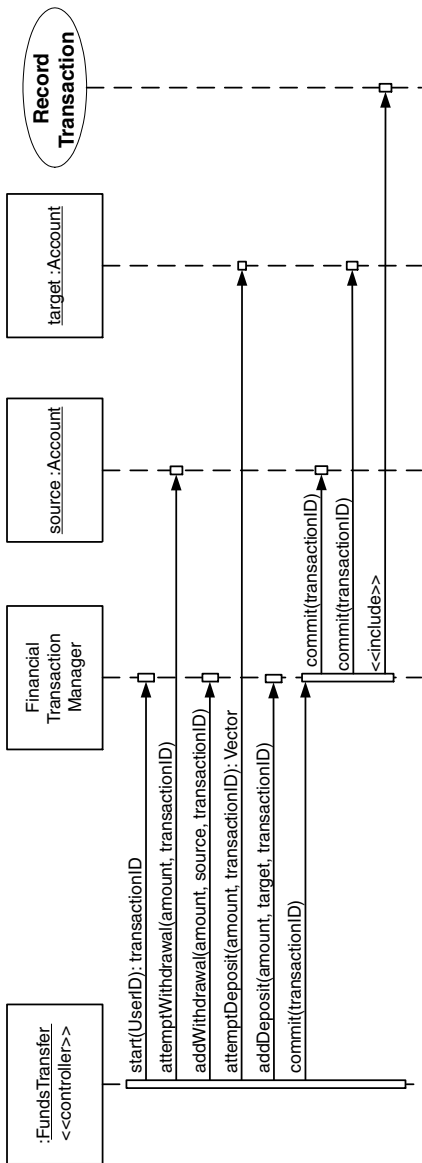 :FundsTransfer
<<controller>>
Financial
Transaction
Manager
source :Account
target :Account
Record
Transaction
start(UserID): transactionID
attemptWithdrawal(amount, transactionID)
addWithdrawal(amount, source, transactionID)
attemptDeposit(amount, transactionID): Vector
addDeposit(amount, target, transactionID)
commit(transactionID)
commit(transactionID)
commit(transactionID)
<<include>>